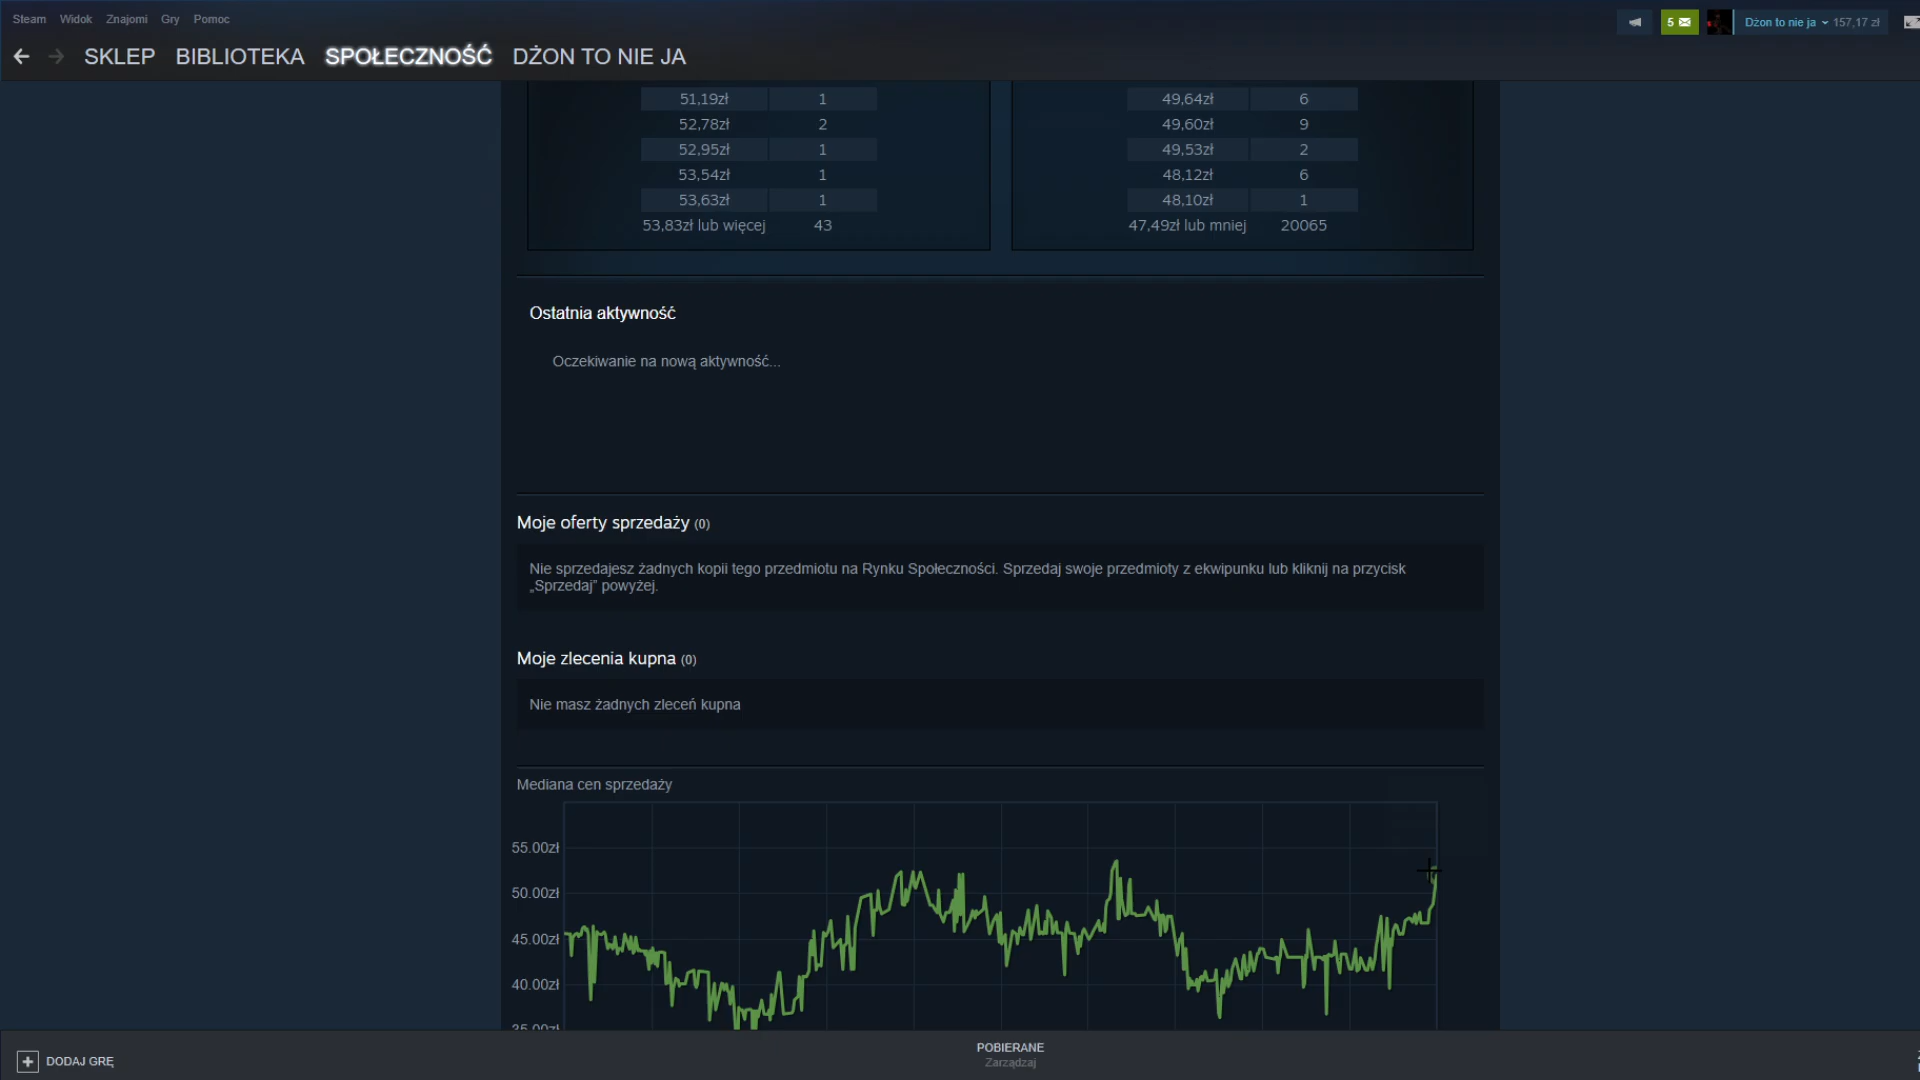 Steam Widok Znajomi Gry Pomoc
5 Dżon to nie ja 157,17 zł
SKLEP BIBLIOTEKA SPOŁECZNOŚĆ DŻON TO NIE JA
51,19zł 1 49,64zł 6
52,78zł 2 49,60zł 9
52,95zł 1 49,53zł 2
53,54zł 1 48,12zł 6
53,63zł 1 48,10zł 1
53,83zł lub więcej 43 47,49zł lub mniej 20065
Ostatnia aktywność
Oczekiwanie na nową aktywność...
Moje oferty sprzedaży (0)
Nie sprzedajesz żadnych kopii tego przedmiotu na Rynku Społeczności. Sprzedaj swoje przedmioty z ekwipunku lub kliknij na przycisk
„Sprzedaj” powyżej.
Moje zlecenia kupna (0)
Nie masz żadnych zleceń kupna
Mediana cen sprzedaży
55.00zł
50.00zł
45.00zł
40.00zł
35.00zł
POBIERANE
DODAJ GRĘ
Zarządzaj